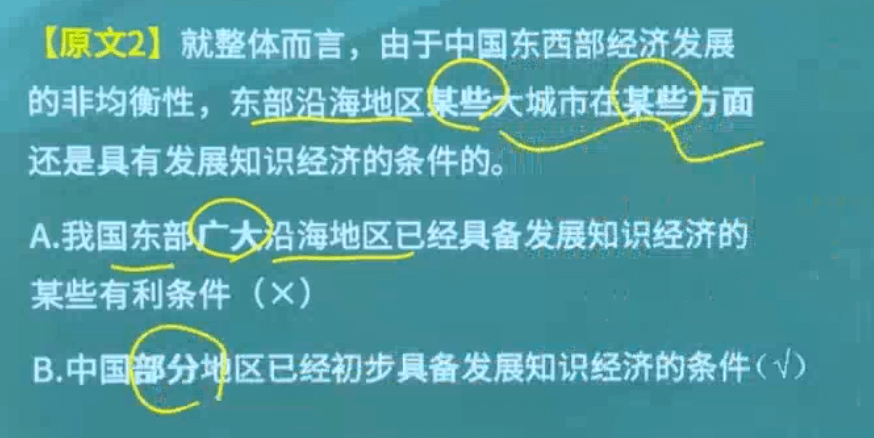 【原文2】就整体而言，由于中国东西部经济发展
的非均衡性，东部沿海地区某些大城市在某些方面
还是具有发展知识经济的条件的。
A.我国东部广大沿海地区已经具备发展知识经济的
某些有利条件（×）
B.中国部分地区已经初步具备发展知识经济的条件（√）